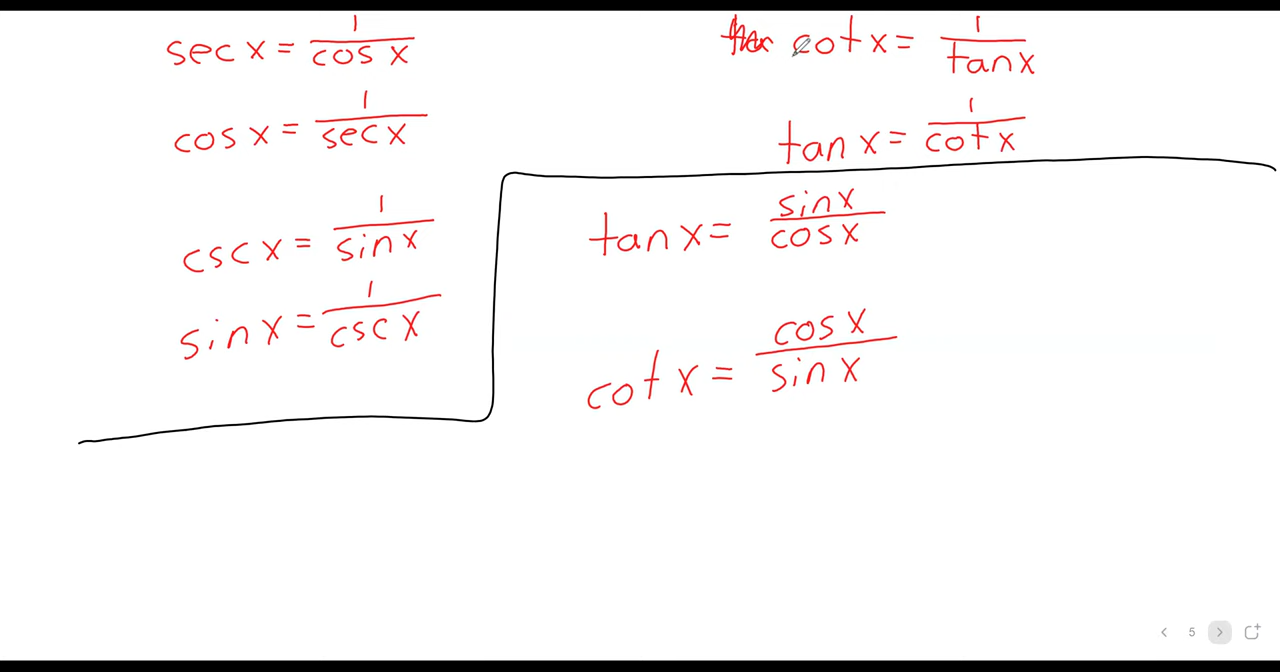 sec x = 1/cos x
cos x = 1/sec x
csc x = 1/sin x
sin x = 1/csc x
cot x = 1/tan x
tan x = 1/cot x
tan x = sin x/cos x
cot x = cos x/sin x
5